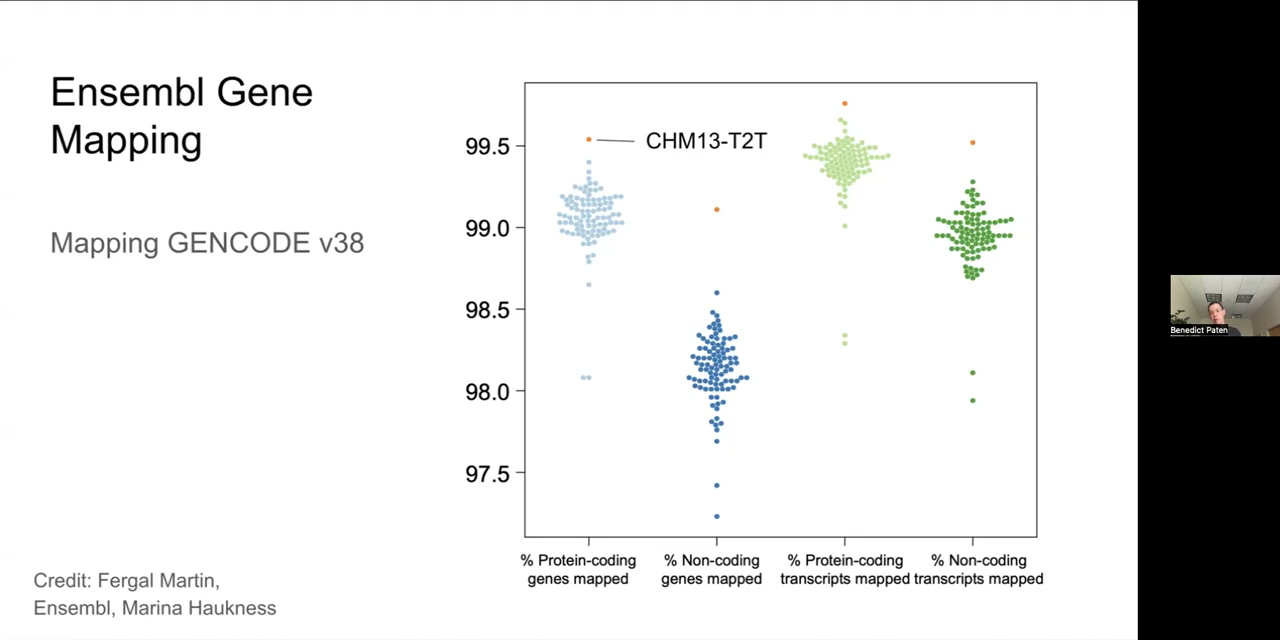 Ensembl Gene
Mapping
Mapping GENCODE v38
Credit: Fergal Martin,
Ensembl, Marina Haukness
CHM13-T2T
99.5
99.0
98.5
98.0
97.5
% Protein-coding
genes mapped
% Non-coding
genes mapped
% Protein-coding
transcripts mapped
% Non-coding
transcripts mapped
Benedict Paten